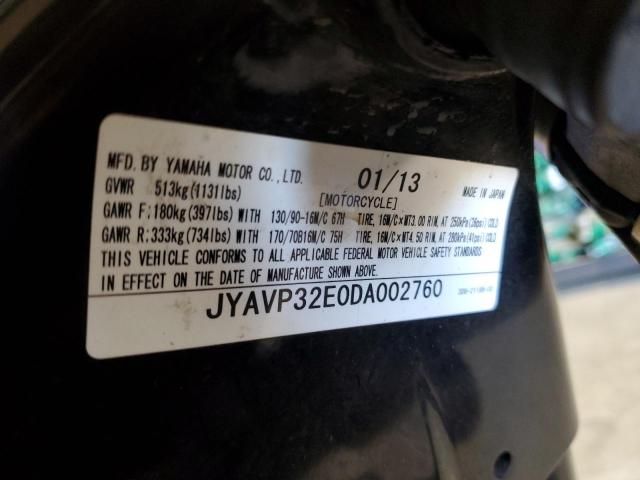 MFD. BY YAMAHA MOTOR CO., LTD. 01/13 MADE IN JAPAN
GVWR 513kg(1131lbs) [MOTORCYCLE]
GAWR F:180kg(397lbs)WITH 130/90-16M/C 67H TIRE, 16M/C×MT3.00 RIM, AT 250kPa(36psi)COLD
GAWR R:333kg(734lbs)WITH 170/70B16M/C 75H TIRE, 16M/C×MT4.50 RIM, AT 280kPa(41psi)COLD
THIS VEHICLE CONFORMS TO ALL APPLICABLE FEDERAL MOTOR VEHICLE SAFETY STANDARDS
IN EFFECT ON THE DATE OF MANUFACTURE SHOWN ABOVE.
JYAVP32E0DA002760